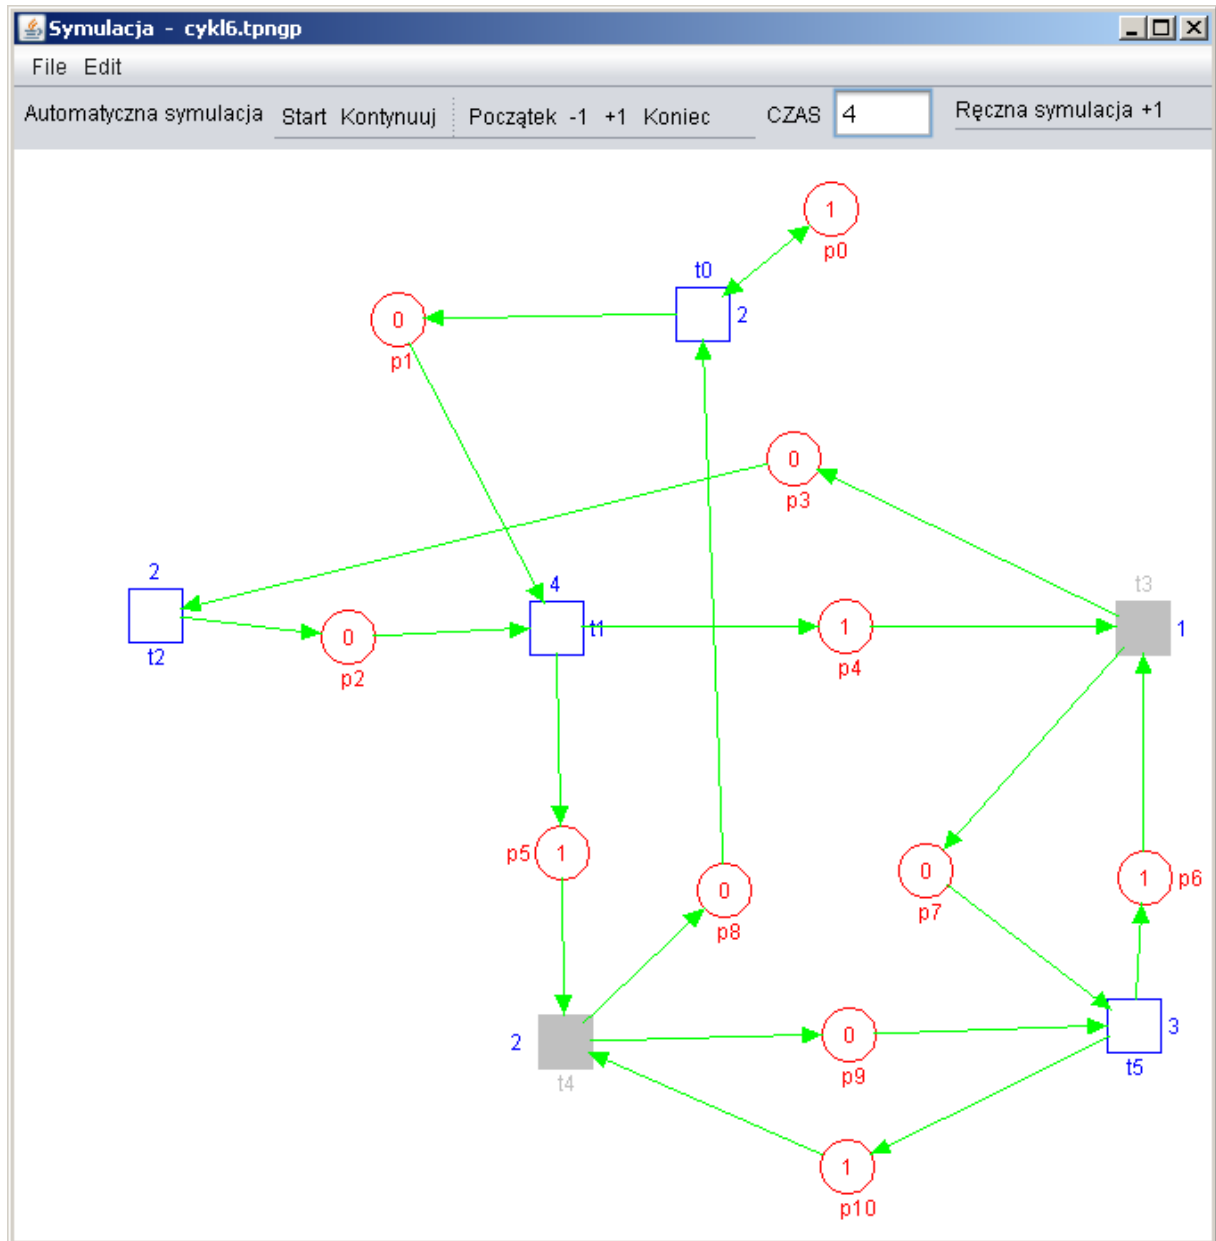 Symulacja - cykl6.tpngp
File Edit
Automatyczna symulacja Start Kontynuuj Początek -1 +1 Koniec CZAS 4 Ręczna symulacja +1
1
p0
t0
2
0
p1
0
p3
2
t2
0
p2
4
t1
1
p4
t3
1
p5 1
0
p8
0
p7
1 p6
2
t4
0
p9
3
t5
1
p10